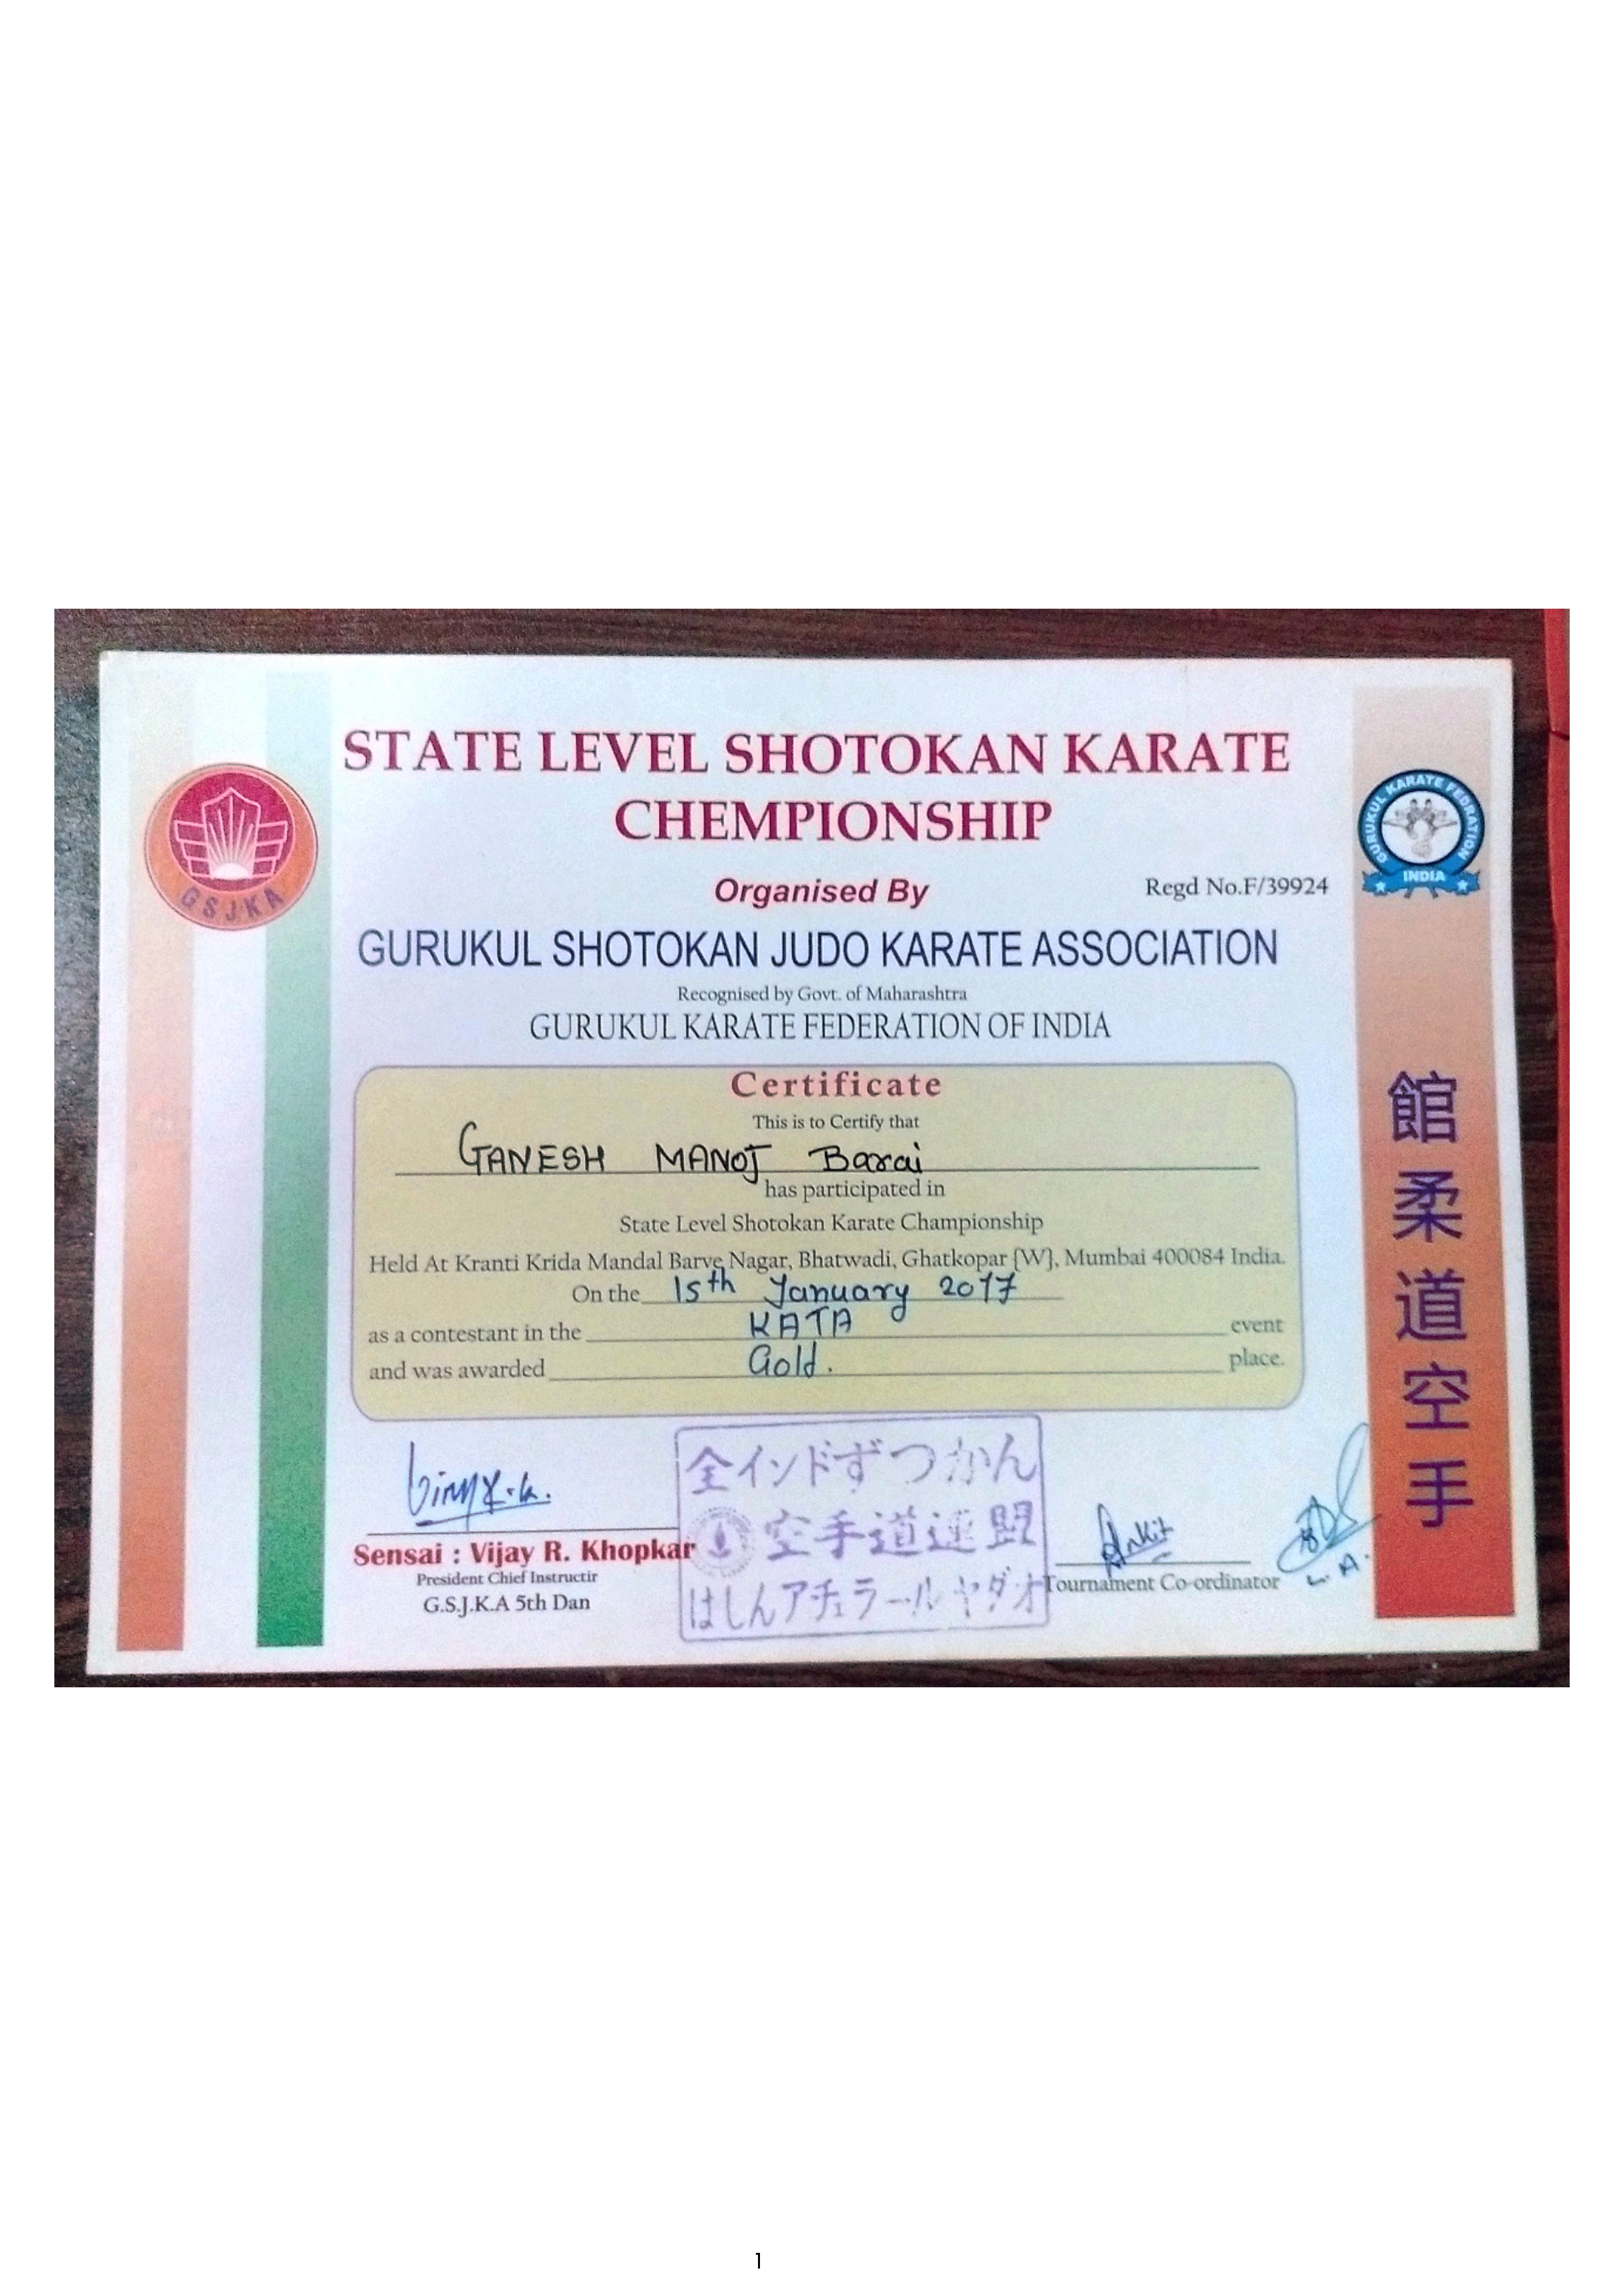 STATE LEVEL SHOTOKAN KARATE
CHEMPIONSHIP
GSJKA
GURUKUL KARATE FEDRATION
INDIA
Organised By
Regd No.F/39924
GURUKUL SHOTOKAN JUDO KARATE ASSOCIATION
Recognised by Govt. of Maharashtra
GURUKUL KARATE FEDERATION OF INDIA
Certificate
This is to Certify that
GANESH MANOJ Barai
has participated in
State Level Shotokan Karate Championship
Held At Kranti Krida Mandal Barve Nagar, Bhatwadi, Ghatkopar {W}, Mumbai 400084 India.
On the 15th January 2017
as a contestant in the KATA event
and was awarded Gold. place.
館
柔
道
空
手
全インドずつかん
空手道連盟
はしんアチェラールヤダオ
Sensai : Vijay R. Khopkar
President Chief Instructir
G.S.J.K.A 5th Dan
Ankit
Tournament Co-ordinator
1